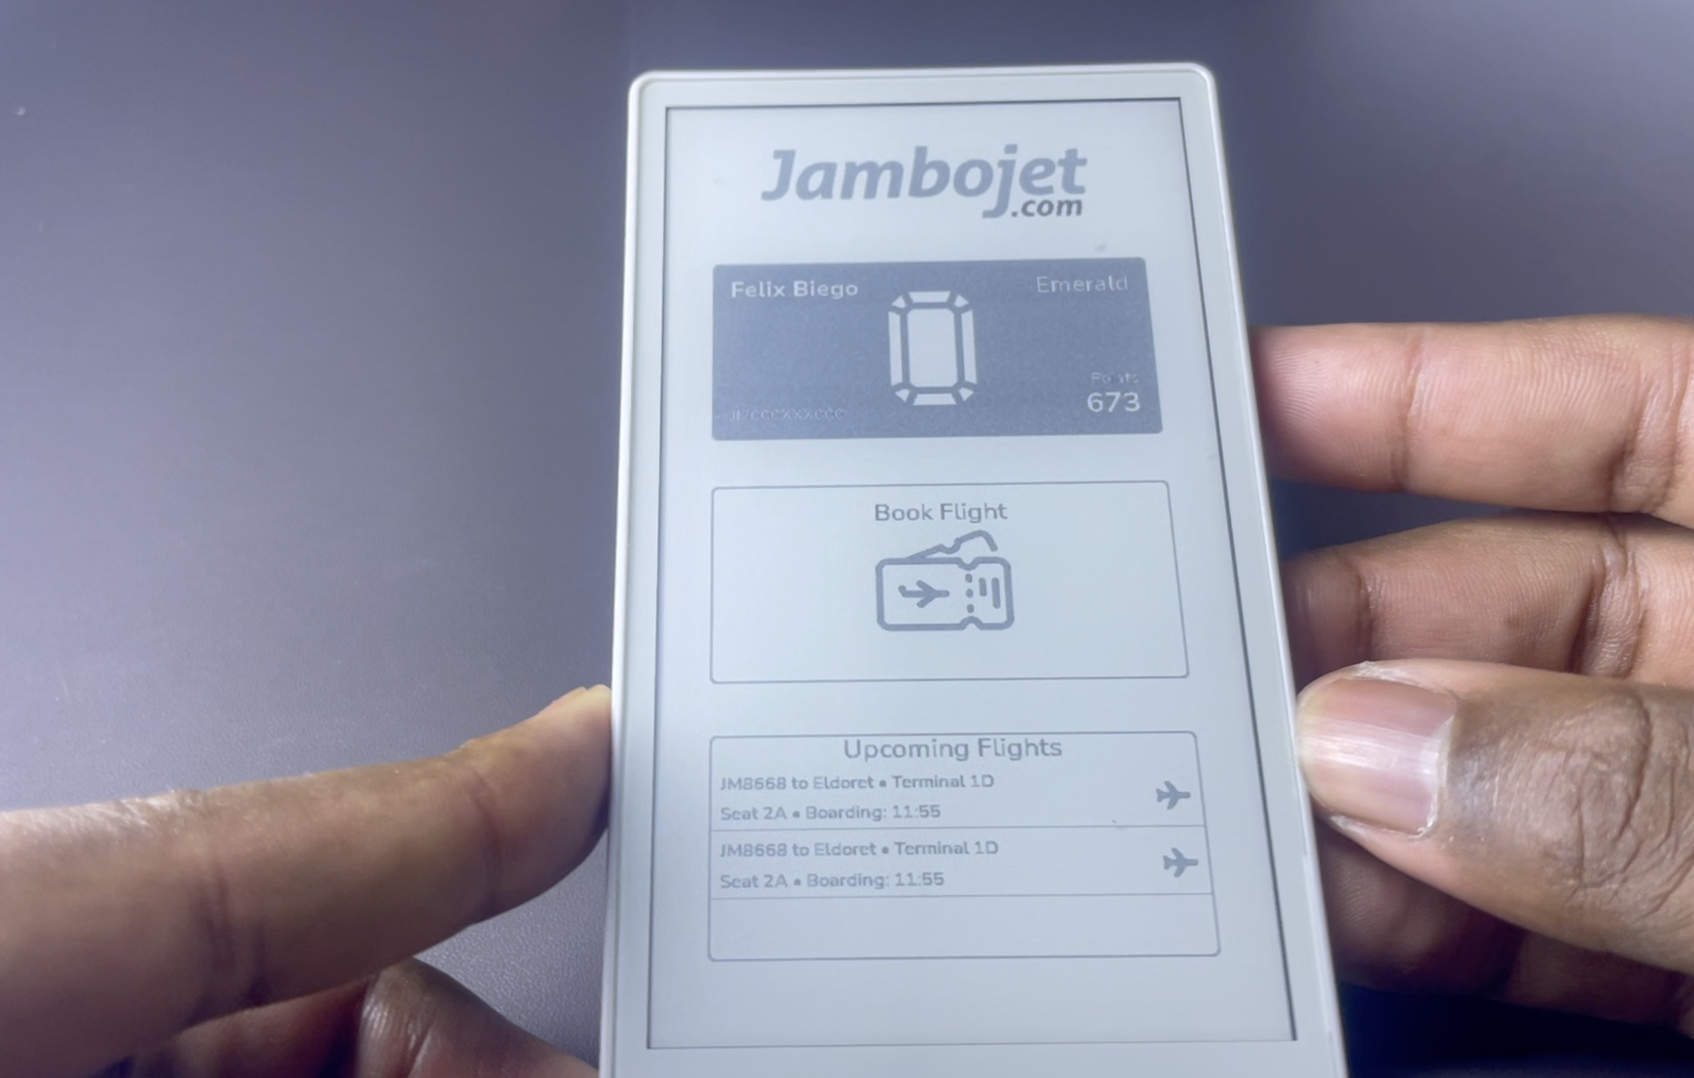 Jambojet
.com
Felix Biego
Emerald
Points
673
Book Flight
Upcoming Flights
JM8668 to Eldoret • Terminal 1D
Seat 2A • Boarding: 11:55
JM8668 to Eldoret • Terminal 1D
Seat 2A • Boarding: 11:55